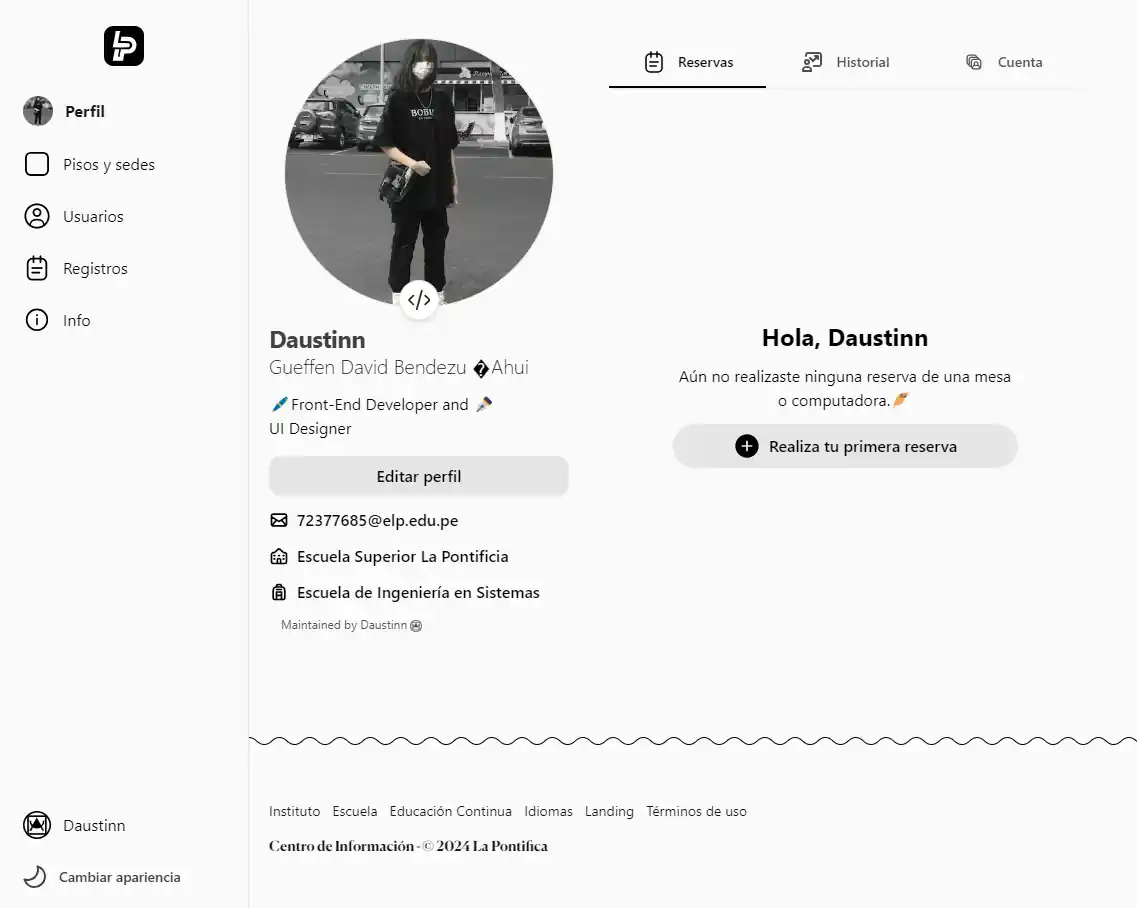 Perfil
Pisos y sedes
Usuarios
Registros
Info
Daustinn
Cambiar apariencia
BOBU
Daustinn
Gueffen David Bendezu �Ahui
🖌️Front-End Developer and 🪮
UI Designer
Editar perfil
72377685@elp.edu.pe
Escuela Superior La Pontificia
Escuela de Ingeniería en Sistemas
Maintained by Daustinn
Reservas
Historial
Cuenta
Hola, Daustinn
Aún no realizaste ninguna reserva de una mesa
o computadora.🪶
Realiza tu primera reserva
Instituto Escuela Educación Continua Idiomas Landing Términos de uso
Centro de Información - © 2024 La Pontifica